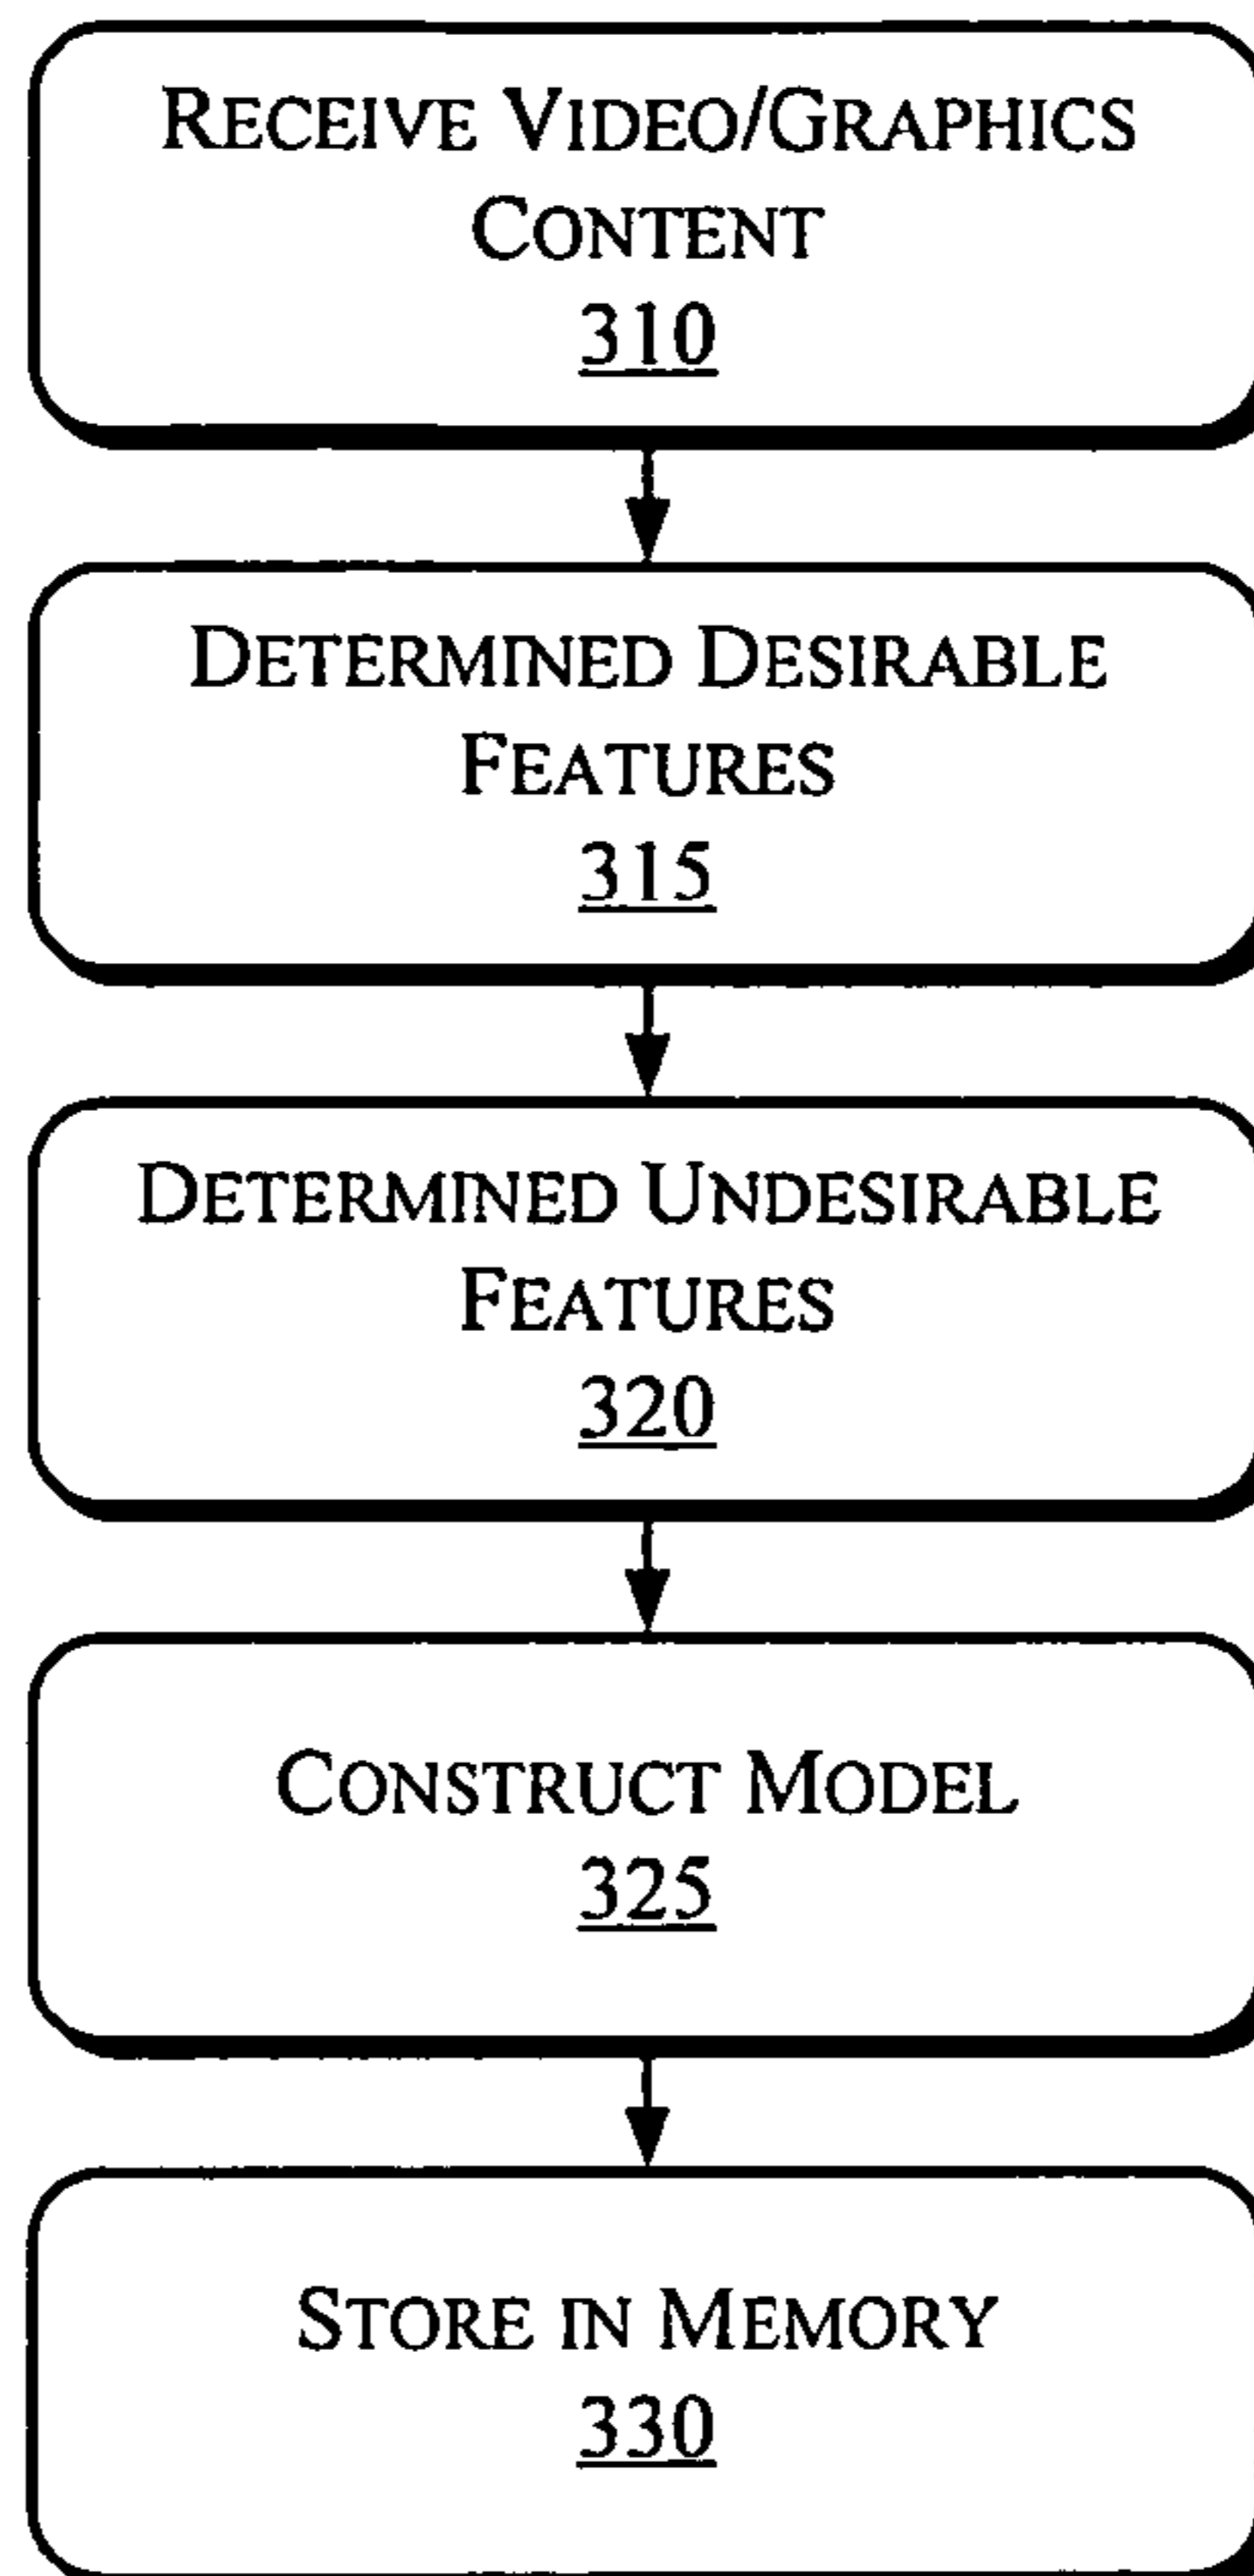 RECEIVE VIDEO/GRAPHICS
CONTENT
310
DETERMINED DESIRABLE
FEATURES
315
DETERMINED UNDESIRABLE
FEATURES
320
CONSTRUCT MODEL
325
STORE IN MEMORY
330